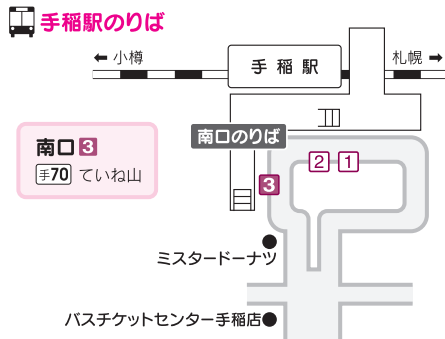 手稲駅のりば
← 小樽
手稲駅
札幌 →
南口のりば
南口 3
手70 ていね山
2 1
3
ミスタードーナツ
バスチケットセンター手稲店